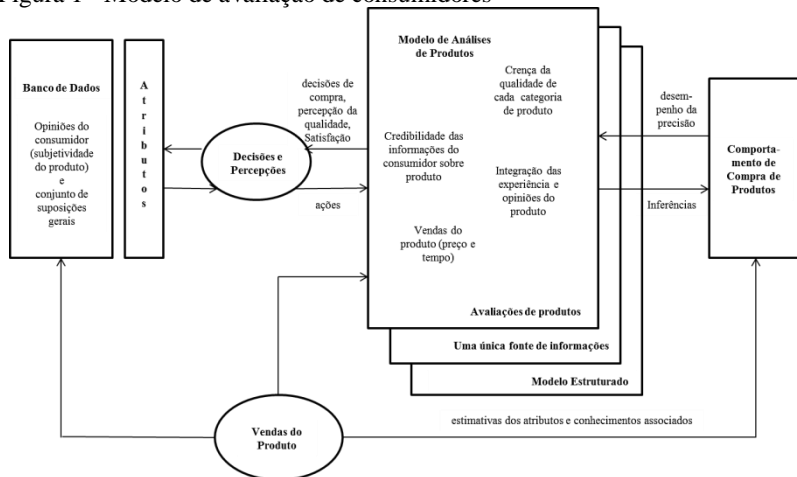 Figura 1 - Modelo de avaliação de consumidores
Banco de Dados
Opiniões do
consumidor
(subjetividade
do produto)
e
conjunto de
suposições
gerais
A
t
r
i
b
u
t
o
s
Decisões e
Percepções
decisões de
compra,
percepção da
qualidade,
Satisfação
ações
Modelo de Análises
de Produtos
Crença da
qualidade de
cada categoria
de produto
Credibilidade das
informações do
consumidor sobre
produto
Integração das
experiência e
opiniões do
produto
Vendas do
produto (preço e
tempo)
Avaliações de produtos
Uma única fonte de informações
Modelo Estruturado
desem-
penho da
precisão
Inferências
Comporta-
mento de
Compra de
Produtos
Vendas do
Produto
estimativas dos atributos e conhecimentos associados